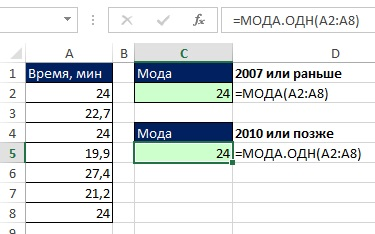 =МОДА.ОДН(A2:A8)
A B C D
1 Время, мин Мода 2007 или раньше
2 24 24 =МОДА(A2:A8)
3 22,7
4 24 Мода 2010 или позже
5 19,9 24 =МОДА.ОДН(A2:A8)
6 27,4
7 21,2
8 24